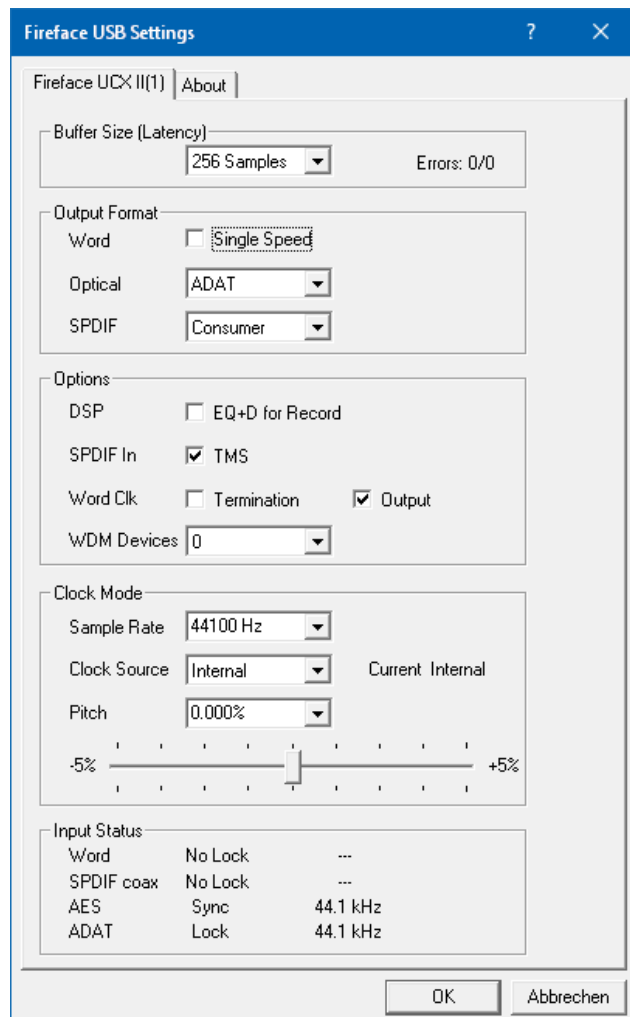 Fireface USB Settings ?
Fireface UCX II(1) About
Buffer Size (Latency)
256 Samples Errors: 0/0
Output Format
Word Single Speed
Optical ADAT
SPDIF Consumer
Options
DSP EQ+D for Record
SPDIF In TMS
Word Clk Termination Output
WDM Devices 0
Clock Mode
Sample Rate 44100 Hz
Clock Source Internal Current Internal
Pitch 0.000%
-5% +5%
Input Status
Word No Lock ---
SPDIF coax No Lock ---
AES Sync 44.1 kHz
ADAT Lock 44.1 kHz
OK Abbrechen